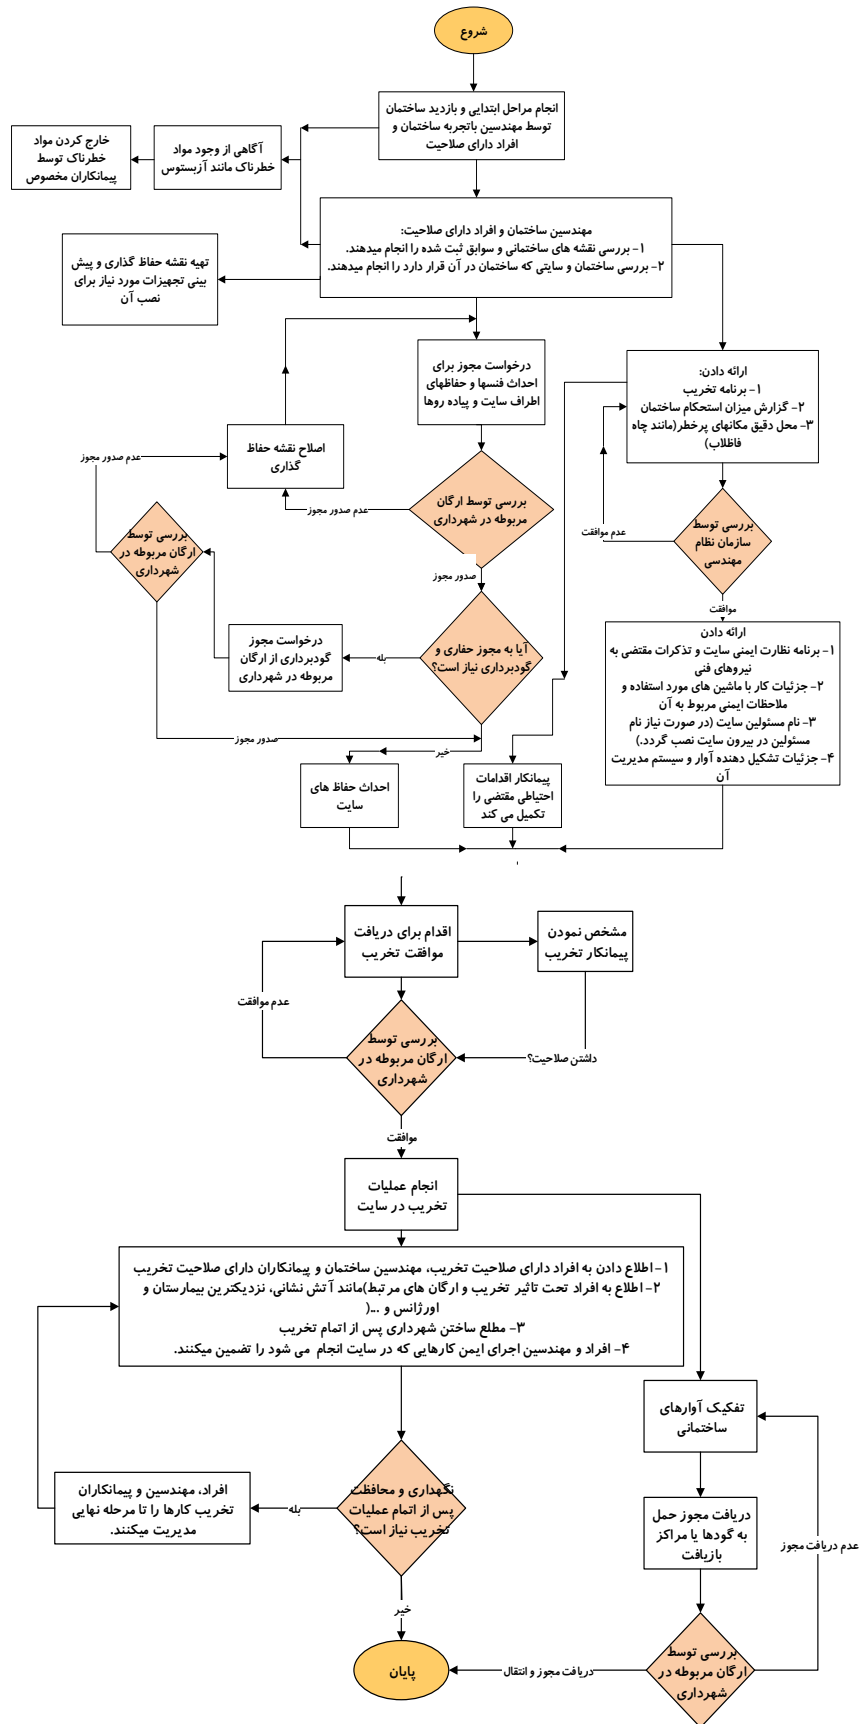 شروع
انجام مراحل ابتدایی و بازدید ساختمان
توسط مهندسین باتجربه ساختمان و
افراد دارای صلاحیت
آگاهی از وجود مواد
خطرناک مانند آزبستوس
خارج کردن مواد
خطرناک توسط
پیمانکاران مخصوص
مهندسین ساختمان و افراد دارای صلاحیت:
۱- بررسی نقشه های ساختمانی و سوابق ثبت شده را انجام میدهند.
۲- بررسی ساختمان و سایتی که ساختمان در آن قرار دارد را انجام میدهند.
تهیه نقشه حفاظ گذاری و پیش
بینی تجهیزات مورد نیاز برای
نصب آن
درخواست مجوز برای
احداث فنسها و حفاظهای
اطراف سایت و پیاده روها
ارائه دادن:
۱- برنامه تخریب
۲- گزارش میزان استحکام ساختمان
۳- محل دقیق مکانهای پرخطر(مانند چاه
فاظلاب)
اصلاح نقشه حفاظ
گذاری
عدم صدور مجوز
بررسی توسط ارگان
مربوطه در شهرداری
عدم صدور مجوز
بررسی توسط
سازمان نظام
مهندسی
عدم موافقت
بررسی توسط
ارگان مربوطه در
شهرداری
صدور مجوز
موافقت
آیا به مجوز حفاری و
گودبرداری نیاز است؟
بله
درخواست مجوز
گودبرداری از ارگان
مربوطه در شهرداری
ارائه دادن
۱- برنامه نظارت ایمنی سایت و تذکرات مقتضی به
نیروهای فنی
۲- جزئیات کار با ماشین های مورد استفاده و
ملاحظات ایمنی مربوط به آن
۳- نام مسئولین سایت (در صورت نیاز نام
مسئولین در بیرون سایت نصب گردد.)
۴- جزئیات تشکیل دهنده آوار و سیستم مدیریت
آن
صدور مجوز
خیر
احداث حفاظ های
سایت
پیمانکار اقدامات
احتیاطی مقتضی را
تکمیل می کند
اقدام برای دریافت
موافقت تخریب
مشخص نمودن
پیمانکار تخریب
عدم موافقت
بررسی توسط
ارگان مربوطه در
شهرداری
داشتن صلاحیت؟
موافقت
انجام عملیات
تخریب در سایت
۱- اطلاع دادن به افراد دارای صلاحیت تخریب، مهندسین ساختمان و پیمانکاران دارای صلاحیت تخریب
۲- اطلاع به افراد تحت تاثیر تخریب و ارگان های مرتبط)مانند آتش نشانی، نزدیکترین بیمارستان و
اورژانس و ...(
۳- مطلع ساختن شهرداری پس از اتمام تخریب
۴- افراد و مهندسین اجرای ایمن کارهایی که در سایت انجام می شود را تضمین میکنند.
تفکیک آوارهای
ساختمانی
نگهداری و محافظت
پس از اتمام عملیات
تخریب نیاز است؟
بله
افراد، مهندسین و پیمانکاران
تخریب کارها را تا مرحله نهایی
مدیریت میکنند.
دریافت مجوز حمل
به گودها یا مراکز
بازیافت
عدم دریافت مجوز
خیر
بررسی توسط
ارگان مربوطه در
شهرداری
دریافت مجوز و انتقال
پایان